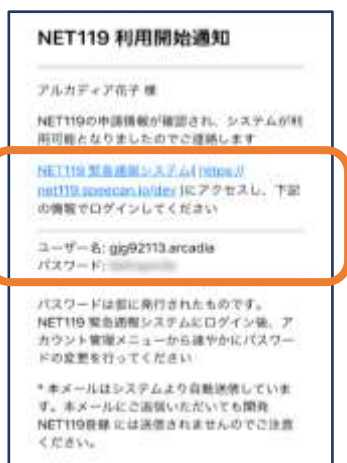 NET119 利用開始通知
アルカディア花子 様
NET119の申請情報が確認され、システムが利
用可能となりましたのでご連絡します
NET119 緊急通報システム( https://
net119.speecan.jp/dev )にアクセスし、下記
の情報でログインしてください
ユーザー名: gjg92113.arcadia
パスワード:
パスワードは仮に発行されたものです。
NET119 緊急通報システムにログイン後、ア
カウント管理メニューから速やかにパスワー
ドの変更を行ってください
* 本メールはシステムより自動送信していま
す。本メールにご返信いただいても開発
NET119登録 には送信されませんのでご注意
ください。